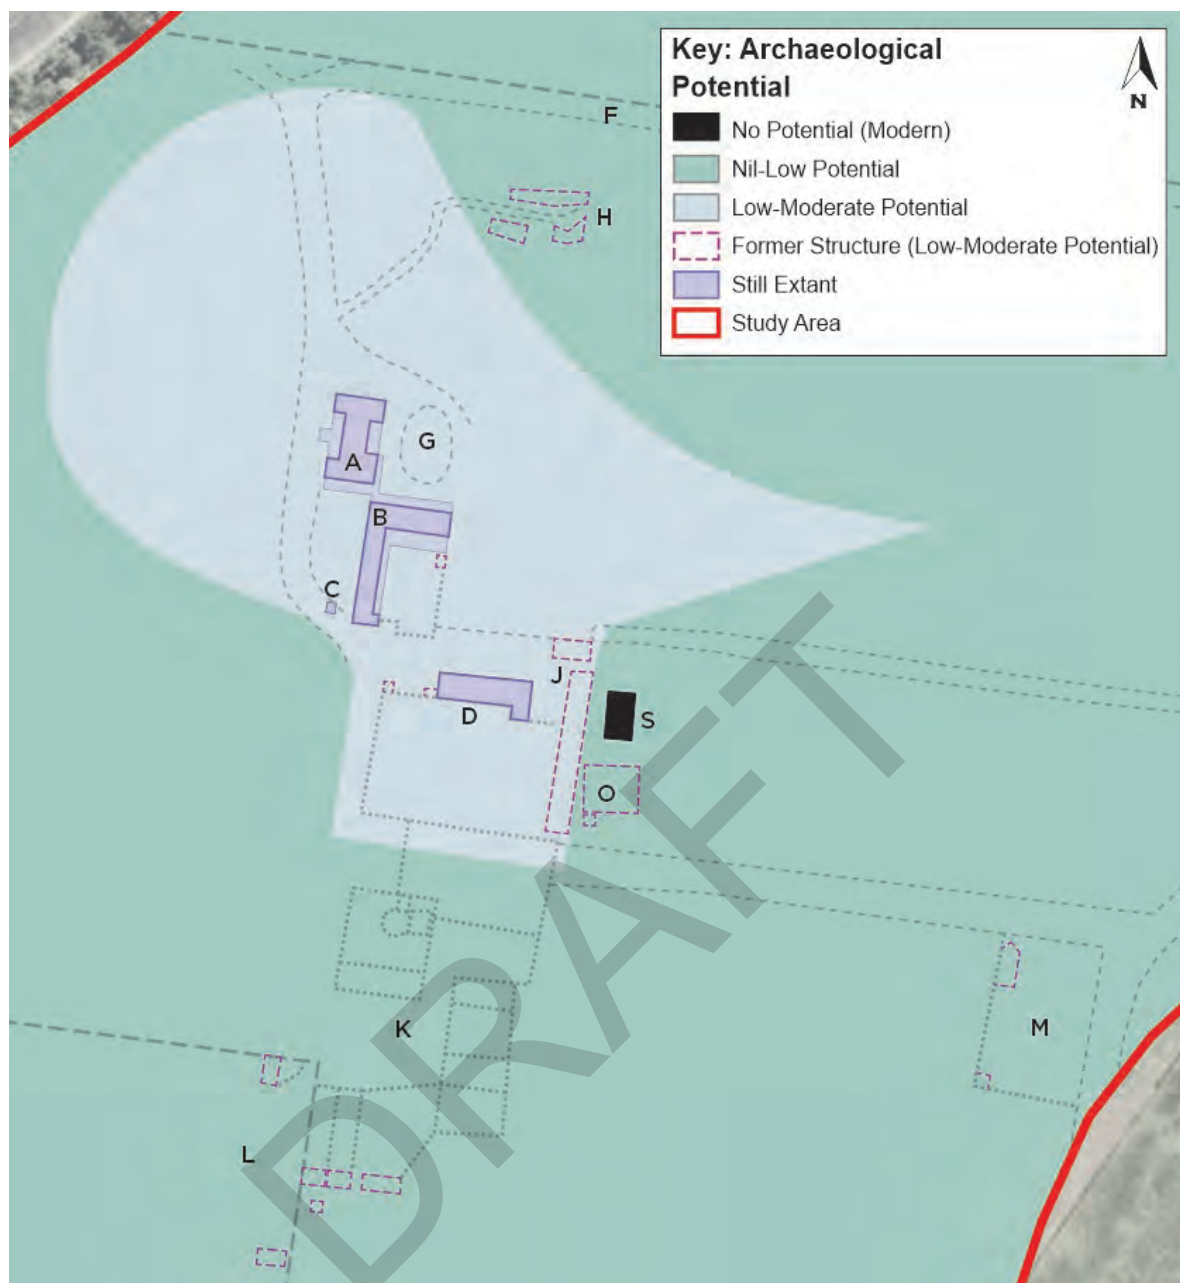 Key: Archaeological
Potential
N
No Potential (Modern)
Nil-Low Potential
Low-Moderate Potential
Former Structure (Low-Moderate Potential)
Still Extant
Study Area
F
H
G
A
B
C
J
D
S
O
K
M
L
DRAFT